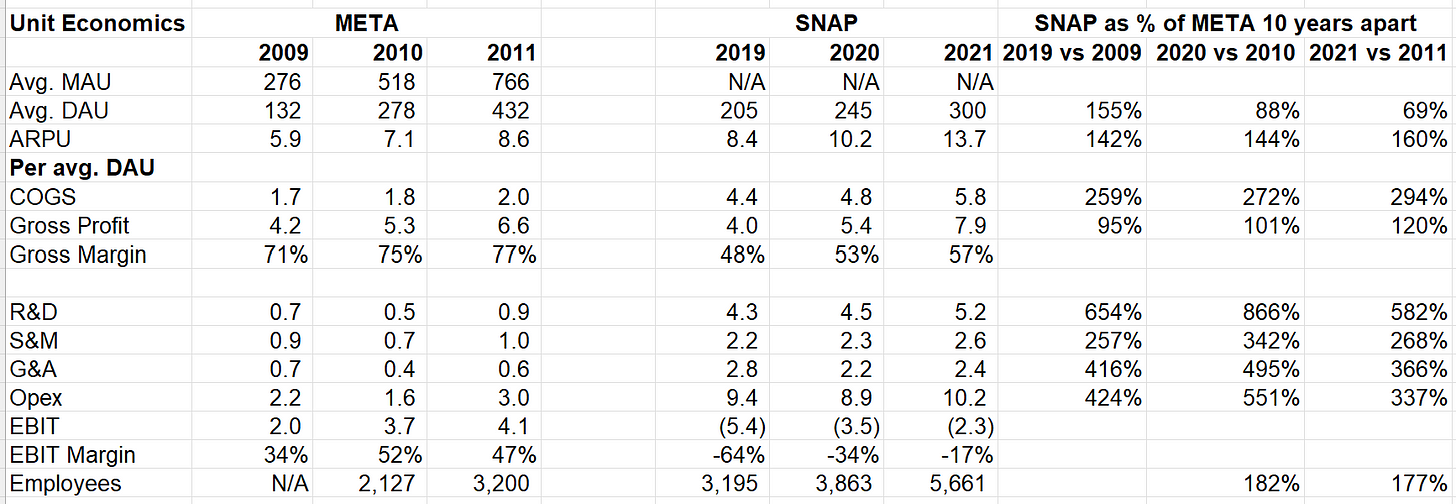 Unit Economics META SNAP SNAP as % of META 10 years apart
2009 2010 2011 2019 2020 2021 2019 vs 2009 2020 vs 2010 2021 vs 2011
Avg. MAU 276 518 766 N/A N/A N/A
Avg. DAU 132 278 432 205 245 300 155% 88% 69%
ARPU 5.9 7.1 8.6 8.4 10.2 13.7 142% 144% 160%
Per avg. DAU
COGS 1.7 1.8 2.0 4.4 4.8 5.8 259% 272% 294%
Gross Profit 4.2 5.3 6.6 4.0 5.4 7.9 95% 101% 120%
Gross Margin 71% 75% 77% 48% 53% 57%
R&D 0.7 0.5 0.9 4.3 4.5 5.2 654% 866% 582%
S&M 0.9 0.7 1.0 2.2 2.3 2.6 257% 342% 268%
G&A 0.7 0.4 0.6 2.8 2.2 2.4 416% 495% 366%
Opex 2.2 1.6 3.0 9.4 8.9 10.2 424% 551% 337%
EBIT 2.0 3.7 4.1 (5.4) (3.5) (2.3)
EBIT Margin 34% 52% 47% -64% -34% -17%
Employees N/A 2,127 3,200 3,195 3,863 5,661 182% 177%